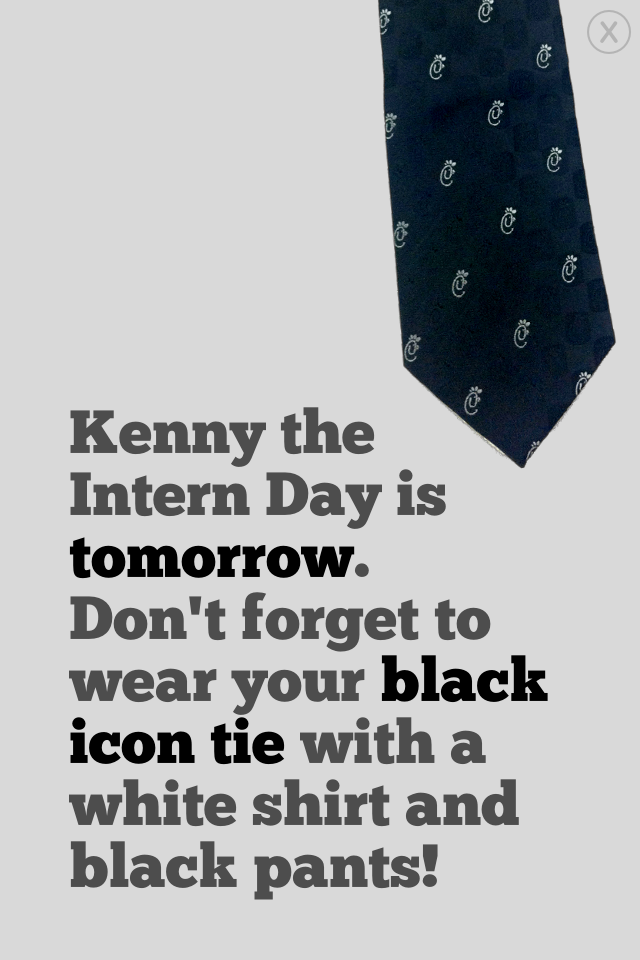 Kenny the
Intern Day is
tomorrow.
Don't forget to
wear your black
icon tie with a
white shirt and
black pants!